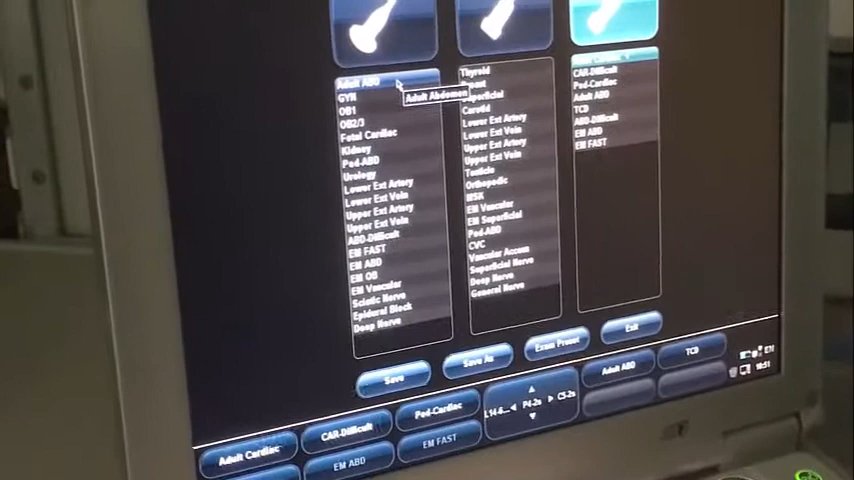 Adult ABD
GYN
OB1
OB2/3
Fetal Cardiac
Kidney
Ped-ABD
Urology
Lower Ext Artery
Lower Ext Vein
Upper Ext Artery
Upper Ext Vein
ABD-Difficult
EM FAST
EM ABD
EM OB
EM Vascular
Sciatic Nerve
Epidural Block
Deep Nerve
Adult Abdomen
Thyroid
Superficial
Carotid
Lower Ext Artery
Lower Ext Vein
Upper Ext Artery
Upper Ext Vein
Testicle
Orthopedic
MSK
EM Vascular
EM Superficial
Ped-ABD
CVC
Vascular Access
Superficial Nerve
Deep Nerve
General Nerve
Adult Cardiac
CAR-Difficult
Ped-Cardiac
Adult ABD
TCD
ABD-Difficult
EM ABD
EM FAST
Save
Save As
Exam Preset
Exit
Adult Cardiac
CAR-Difficult
Ped-Cardiac
L14-6...
P4-2s
C5-2s
Adult ABD
TCD
EM ABD
EM FAST
EN
10:51